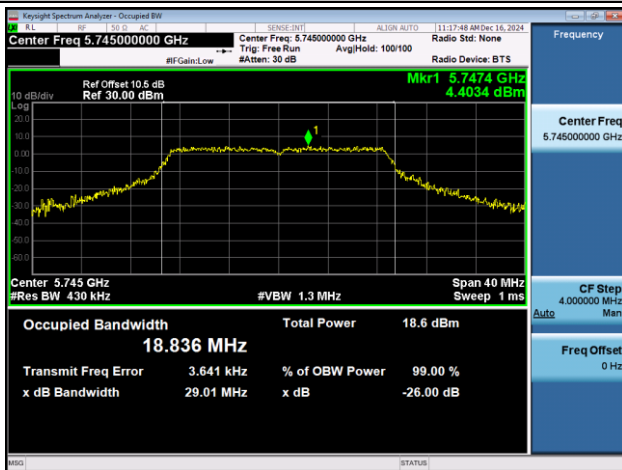 Keysight Spectrum Analyzer - Occupied BW
RL RF 50 Ω AC SENSE:INT ALIGN AUTO 11:17:48 AM Dec 16, 2024
Center Freq 5.745000000 GHz
Center Freq: 5.745000000 GHz Radio Std: None
Trig: Free Run Avg|Hold: 100/100
#IFGain:Low #Atten: 30 dB Radio Device: BTS
Mkr1 5.7474 GHz
4.4034 dBm
Ref Offset 10.5 dB
10 dB/div Ref 30.00 dBm
Log
20.0
10.0
0.00
-10.0
-20.0
-30.0
-40.0
-50.0
-60.0
1
Center 5.745 GHz Span 40 MHz
#Res BW 430 kHz #VBW 1.3 MHz Sweep 1 ms
Occupied Bandwidth Total Power 18.6 dBm
18.836 MHz
Transmit Freq Error 3.641 kHz % of OBW Power 99.00 %
x dB Bandwidth 29.01 MHz x dB -26.00 dB
MSG STATUS
Frequency
Center Freq
5.745000000 GHz
CF Step
4.000000 MHz
Auto Man
Freq Offset
0 Hz